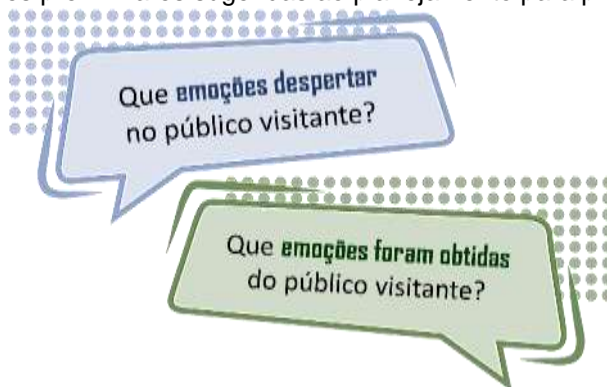 Que emoções despertar
no público visitante?
Que emoções foram obtidas
do público visitante?